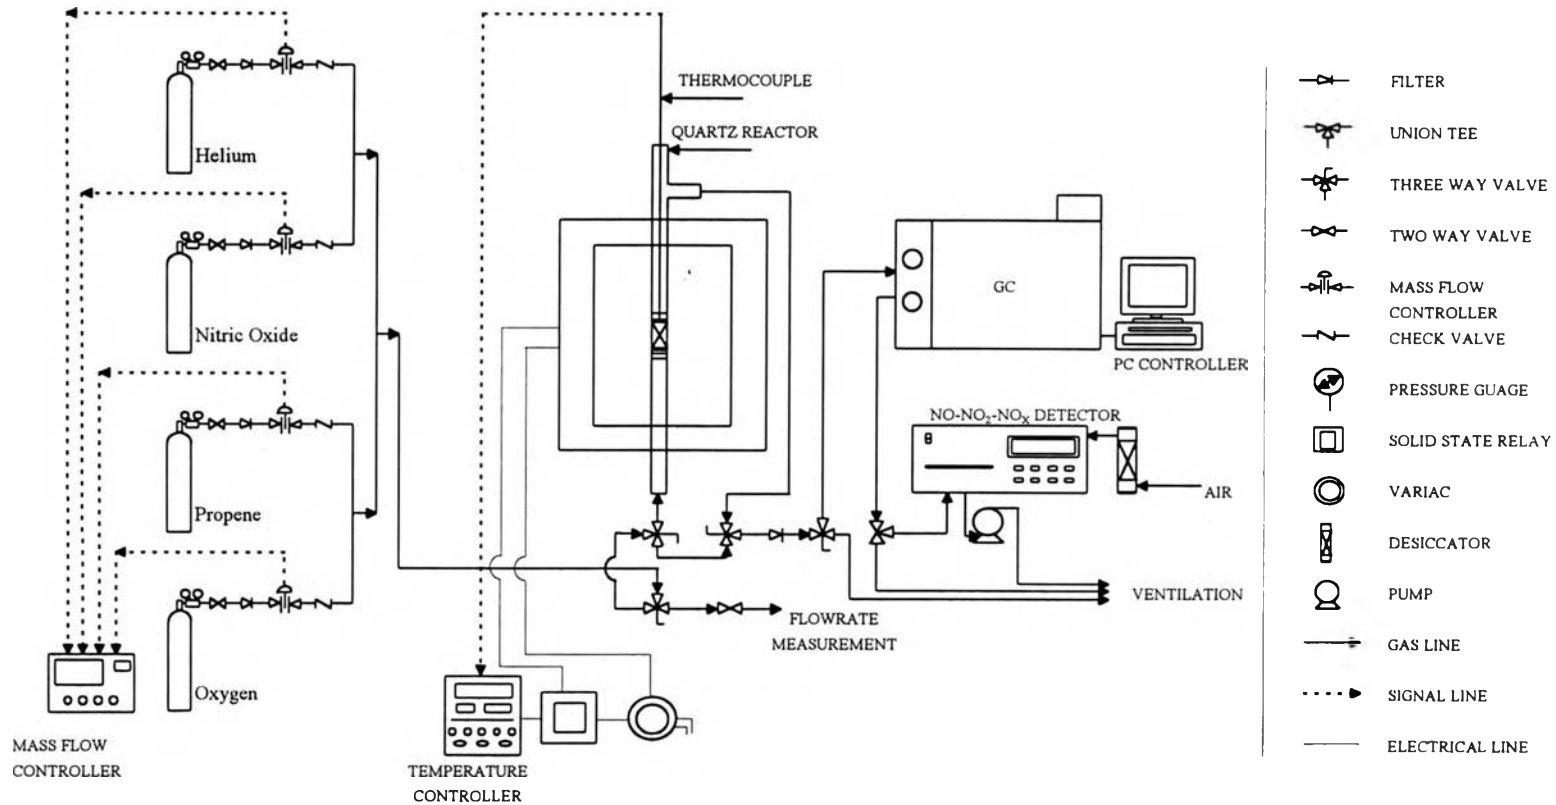 Helium
Nitric Oxide
Propene
Oxygen
MASS FLOW
CONTROLLER
THERMOCOUPLE
QUARTZ REACTOR
TEMPERATURE
CONTROLLER
FLOWRATE
MEASUREMENT
GC
PC CONTROLLER
NO-NO₂-NOₓ DETECTOR
AIR
VENTILATION
FILTER
UNION TEE
THREE WAY VALVE
TWO WAY VALVE
MASS FLOW
CONTROLLER
CHECK VALVE
PRESSURE GUAGE
SOLID STATE RELAY
VARIAC
DESICCATOR
PUMP
GAS LINE
SIGNAL LINE
ELECTRICAL LINE